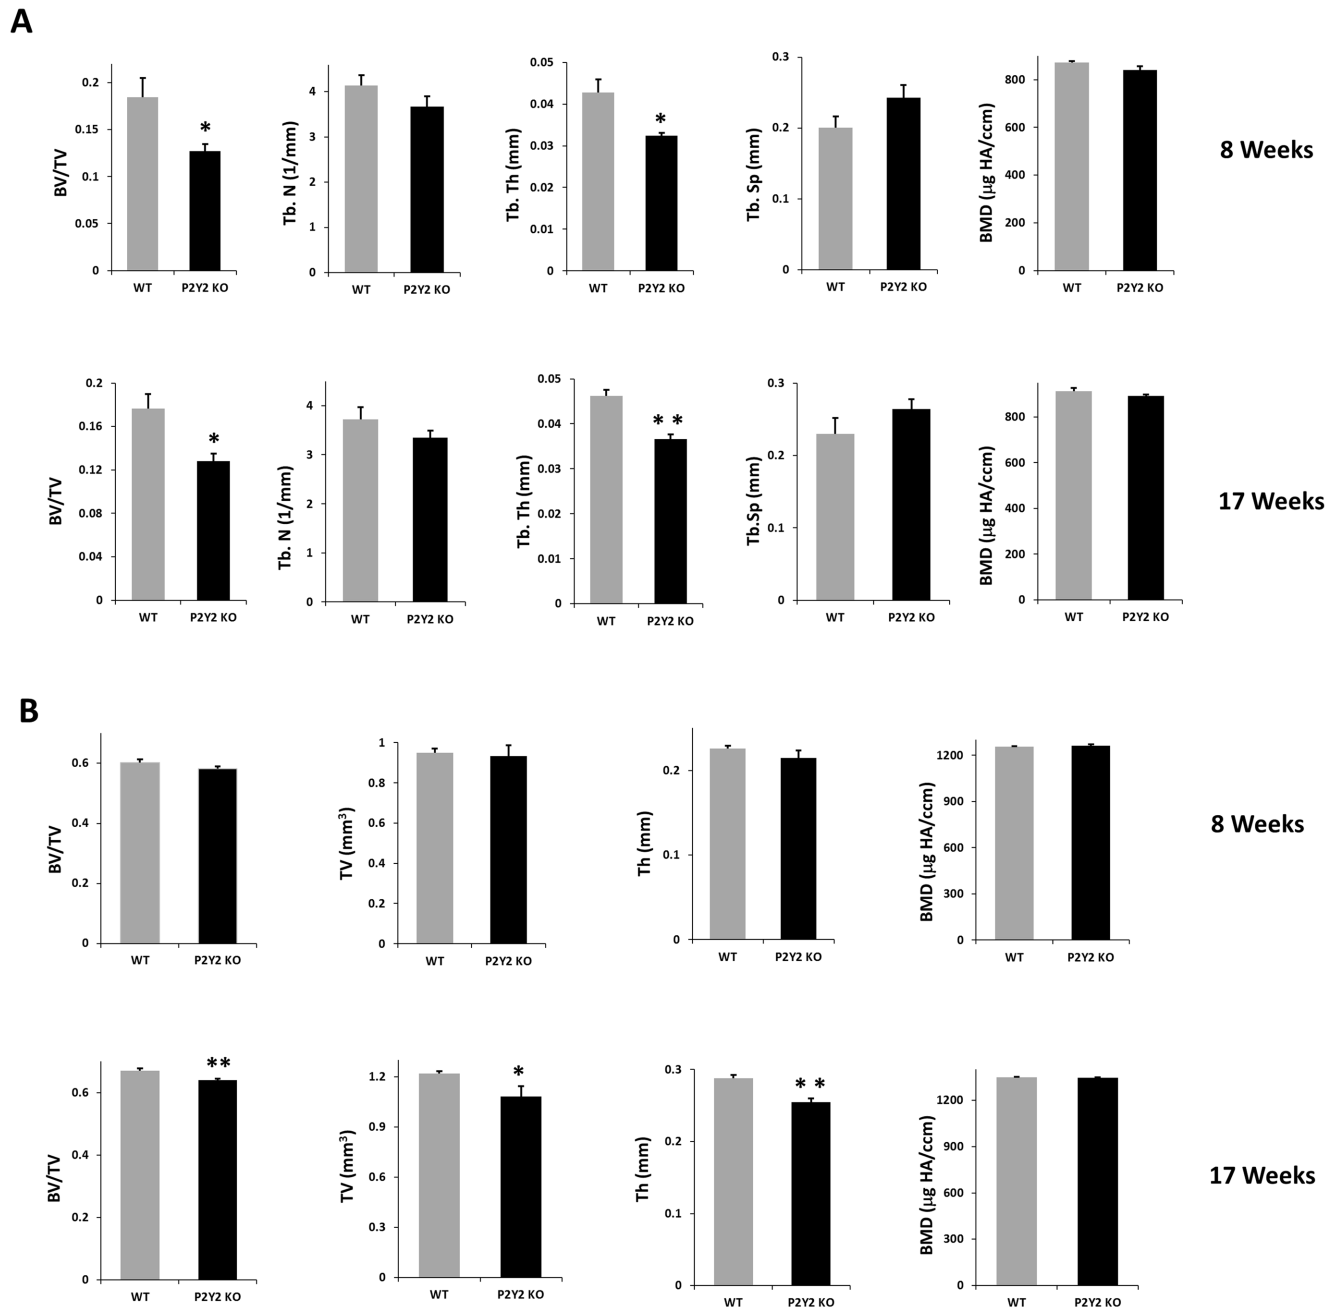 A
BV/TV
0.2
0.15
0.1
0.05
0
*
WT
P2Y2 KO
Tb. N (1/mm)
4
3
2
1
0
WT
P2Y2 KO
Tb. Th (mm)
0.05
0.04
0.03
0.02
0.01
0
*
WT
P2Y2 KO
Tb. Sp (mm)
0.3
0.2
0.1
0
WT
P2Y2 KO
BMD (µg HA/ccm)
800
600
400
200
0
WT
P2Y2 KO
8 Weeks
BV/TV
0.2
0.16
0.12
0.08
0.04
0
*
WT
P2Y2 KO
Tb. N (1/mm)
4
3
2
1
0
WT
P2Y2 KO
Tb. Th (mm)
0.05
0.04
0.03
0.02
0.01
0
* *
WT
P2Y2 KO
Tb.Sp (mm)
0.3
0.2
0.1
0
WT
P2Y2 KO
BMD (µg HA/ccm)
800
600
400
200
0
WT
P2Y2 KO
17 Weeks
B
BV/TV
0.6
0.4
0.2
0
WT
P2Y2 KO
TV (mm³)
1
0.8
0.6
0.4
0.2
0
WT
P2Y2 KO
Th (mm)
0.2
0.1
0
WT
P2Y2 KO
BMD (µg HA/ccm)
1200
900
600
300
0
WT
P2Y2 KO
8 Weeks
BV/TV
0.6
0.4
0.2
0
**
WT
P2Y2 KO
TV (mm³)
1.2
0.9
0.6
0.3
0
*
WT
P2Y2 KO
Th (mm)
0.3
0.2
0.1
0
* *
WT
P2Y2 KO
BMD (µg HA/ccm)
1200
900
600
300
0
WT
P2Y2 KO
17 Weeks